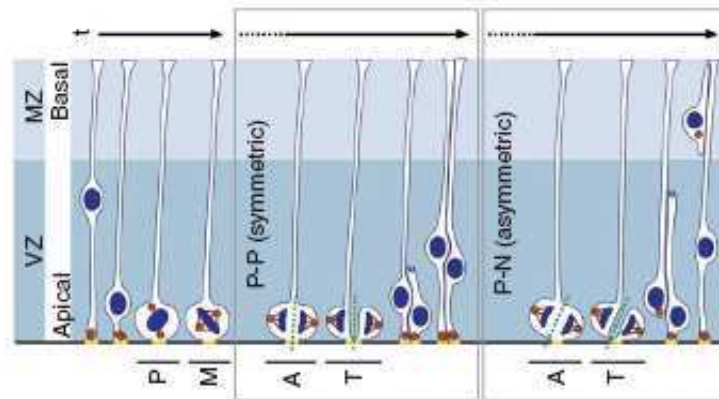 t
MZ
Basal
VZ
Apical
P-P (symmetric)
P-N (asymmetric)
P
M
A
T
A
T